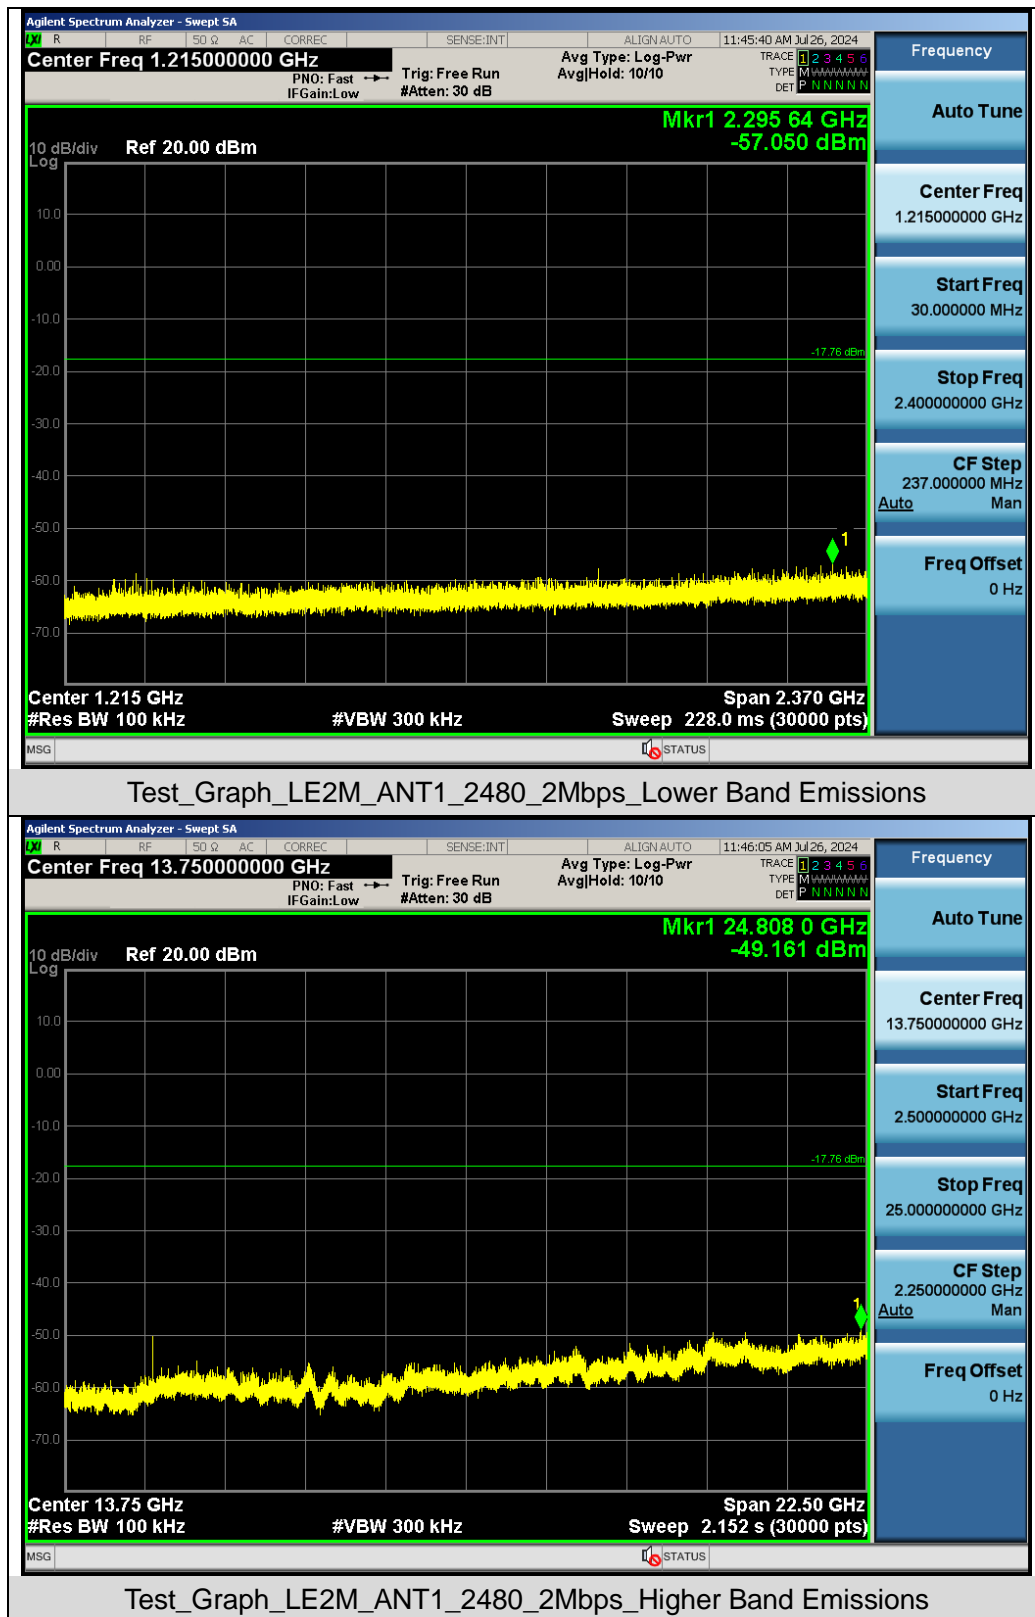 Agilent Spectrum Analyzer - Swept SA
LXI R RF 50 Ω AC CORREC SENSE:INT ALIGN AUTO 11:45:40 AM Jul 26, 2024
Center Freq 1.215000000 GHz
PNO: Fast
IFGain:Low
Trig: Free Run
#Atten: 30 dB
Avg Type: Log-Pwr
Avg|Hold: 10/10
TRACE 1 2 3 4 5 6
TYPE M WWWWW
DET P N N N N N
Mkr1 2.295 64 GHz
-57.050 dBm
10 dB/div Ref 20.00 dBm
Log
10.0
0.00
-10.0
-17.76 dBm
-20.0
-30.0
-40.0
-50.0
1
-60.0
-70.0
Center 1.215 GHz Span 2.370 GHz
#Res BW 100 kHz #VBW 300 kHz Sweep 228.0 ms (30000 pts)
MSG STATUS
Frequency
Auto Tune
Center Freq
1.215000000 GHz
Start Freq
30.000000 MHz
Stop Freq
2.400000000 GHz
CF Step
237.000000 MHz
Auto Man
Freq Offset
0 Hz
Test_Graph_LE2M_ANT1_2480_2Mbps_Lower Band Emissions
Agilent Spectrum Analyzer - Swept SA
LXI R RF 50 Ω AC CORREC SENSE:INT ALIGN AUTO 11:46:05 AM Jul 26, 2024
Center Freq 13.750000000 GHz
PNO: Fast
IFGain:Low
Trig: Free Run
#Atten: 30 dB
Avg Type: Log-Pwr
Avg|Hold: 10/10
TRACE 1 2 3 4 5 6
TYPE M WWWWW
DET P N N N N N
Mkr1 24.808 0 GHz
-49.161 dBm
10 dB/div Ref 20.00 dBm
Log
10.0
0.00
-10.0
-17.76 dBm
-20.0
-30.0
-40.0
1
-50.0
-60.0
-70.0
Center 13.75 GHz Span 22.50 GHz
#Res BW 100 kHz #VBW 300 kHz Sweep 2.152 s (30000 pts)
MSG STATUS
Frequency
Auto Tune
Center Freq
13.750000000 GHz
Start Freq
2.500000000 GHz
Stop Freq
25.000000000 GHz
CF Step
2.250000000 GHz
Auto Man
Freq Offset
0 Hz
Test_Graph_LE2M_ANT1_2480_2Mbps_Higher Band Emissions